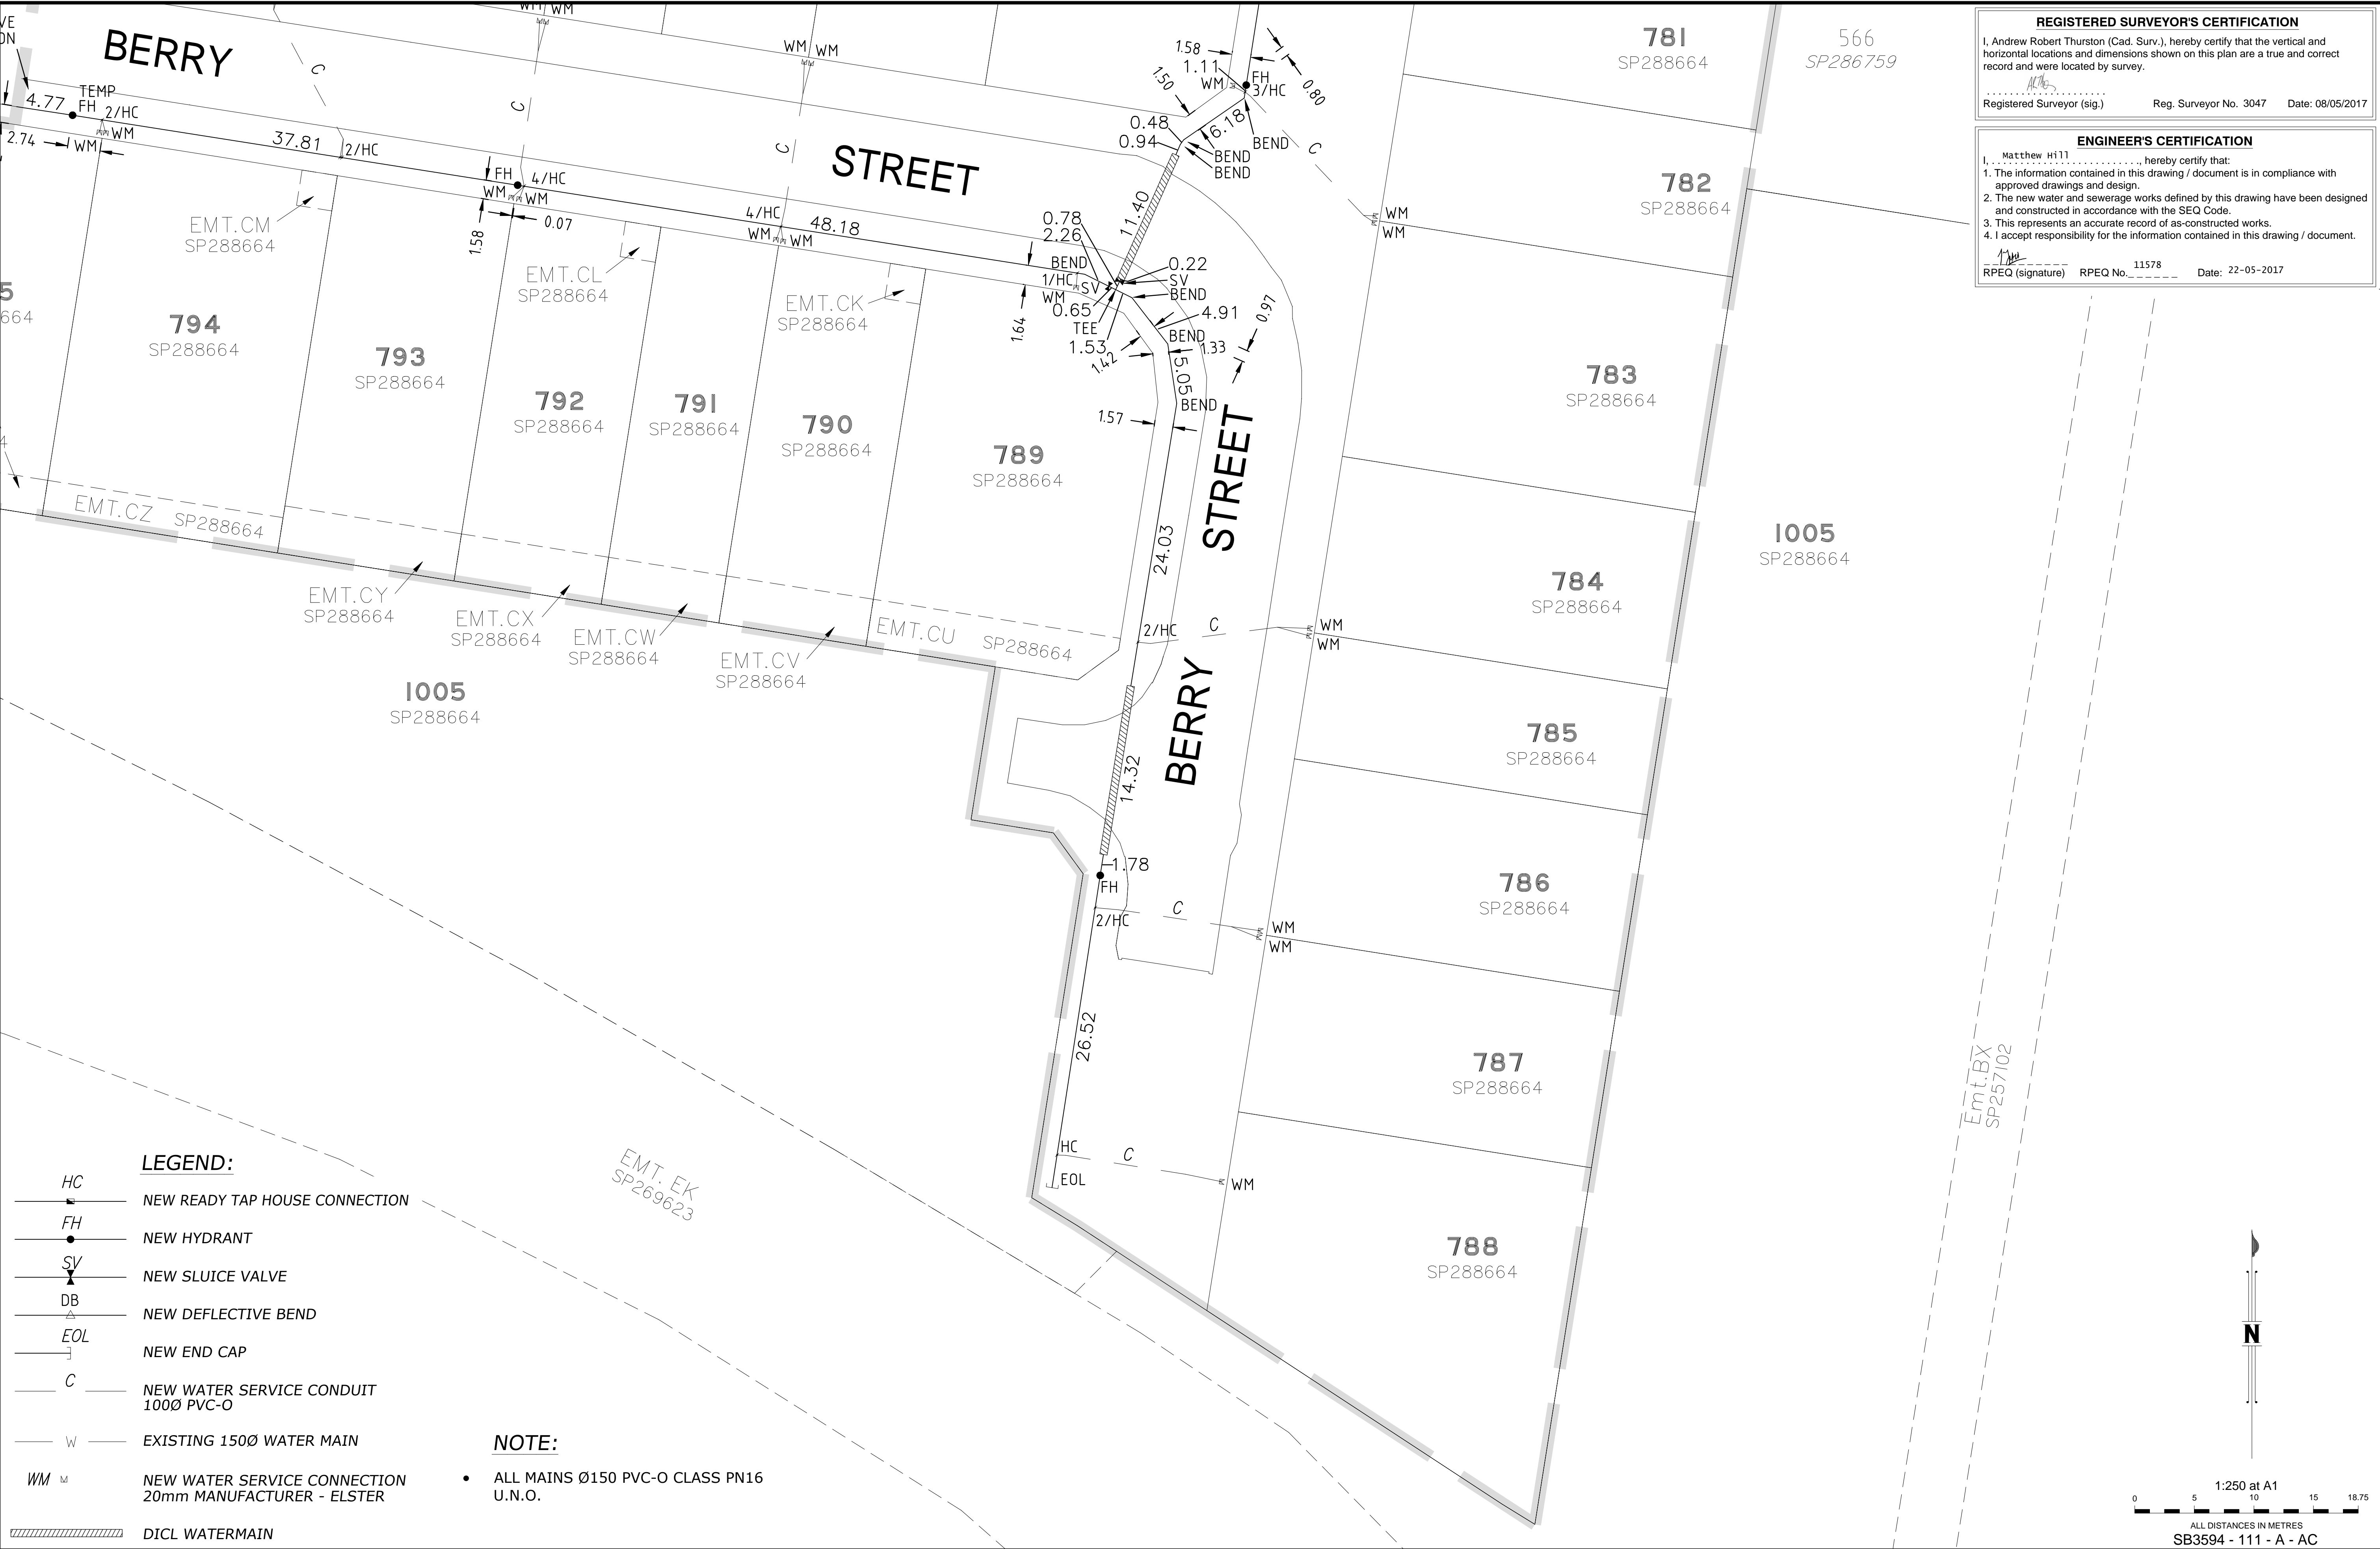 VE
ON
BERRY
C
C
C
WM WM
WM WM
STREET
4.77
TEMP
FH
2/HC
WM
2.74
WM
37.81
2/HC
FH
4/HC
WM
WM
0.07
1.58
4/HC
WM
WM
48.18
1.58
1.11
WM
1.50
FH
3/HC
0.80
0.48
0.94
6.18
BEND
BEND
BEND
C
11.40
0.78
2.26
BEND
1/HC
WM
SV
0.65
TEE
1.53
1.42
1.64
0.22
SV
BEND
4.91
BEND
1.33
0.97
5.05
BEND
1.57
STREET
BERRY
24.03
2/HC
C
WM
WM
14.32
1.78
FH
2/HC
C
WM
WM
26.52
HC
C
WM
EOL
WM
WM
5
664
4
EMT.CM
SP288664
EMT.CL
SP288664
EMT.CK
SP288664
794
SP288664
793
SP288664
792
SP288664
791
SP288664
790
SP288664
789
SP288664
EMT.CZ SP288664
EMT.CY
SP288664
EMT.CX
SP288664
EMT.CW
SP288664
EMT.CV
SP288664
EMT.CU SP288664
1005
SP288664
781
SP288664
566
SP286759
782
SP288664
783
SP288664
784
SP288664
1005
SP288664
785
SP288664
786
SP288664
787
SP288664
788
SP288664
Emt.BX
SP257102
EMT. EK
SP269623
REGISTERED SURVEYOR'S CERTIFICATION
I, Andrew Robert Thurston (Cad. Surv.), hereby certify that the vertical and
horizontal locations and dimensions shown on this plan are a true and correct
record and were located by survey.
Registered Surveyor (sig.) Reg. Surveyor No. 3047 Date: 08/05/2017
ENGINEER'S CERTIFICATION
I, Matthew Hill, hereby certify that:
1. The information contained in this drawing / document is in compliance with
approved drawings and design.
2. The new water and sewerage works defined by this drawing have been designed
and constructed in accordance with the SEQ Code.
3. This represents an accurate record of as-constructed works.
4. I accept responsibility for the information contained in this drawing / document.
RPEQ (signature) RPEQ No. 11578 Date: 22-05-2017
LEGEND:
HC NEW READY TAP HOUSE CONNECTION
FH NEW HYDRANT
SV NEW SLUICE VALVE
DB NEW DEFLECTIVE BEND
EOL NEW END CAP
C NEW WATER SERVICE CONDUIT
100Ø PVC-O
W EXISTING 150Ø WATER MAIN
WM NEW WATER SERVICE CONNECTION
20mm MANUFACTURER - ELSTER
DICL WATERMAIN
NOTE:
• ALL MAINS Ø150 PVC-O CLASS PN16
U.N.O.
N
1:250 at A1
0 5 10 15 18.75
ALL DISTANCES IN METRES
SB3594 - 111 - A - AC